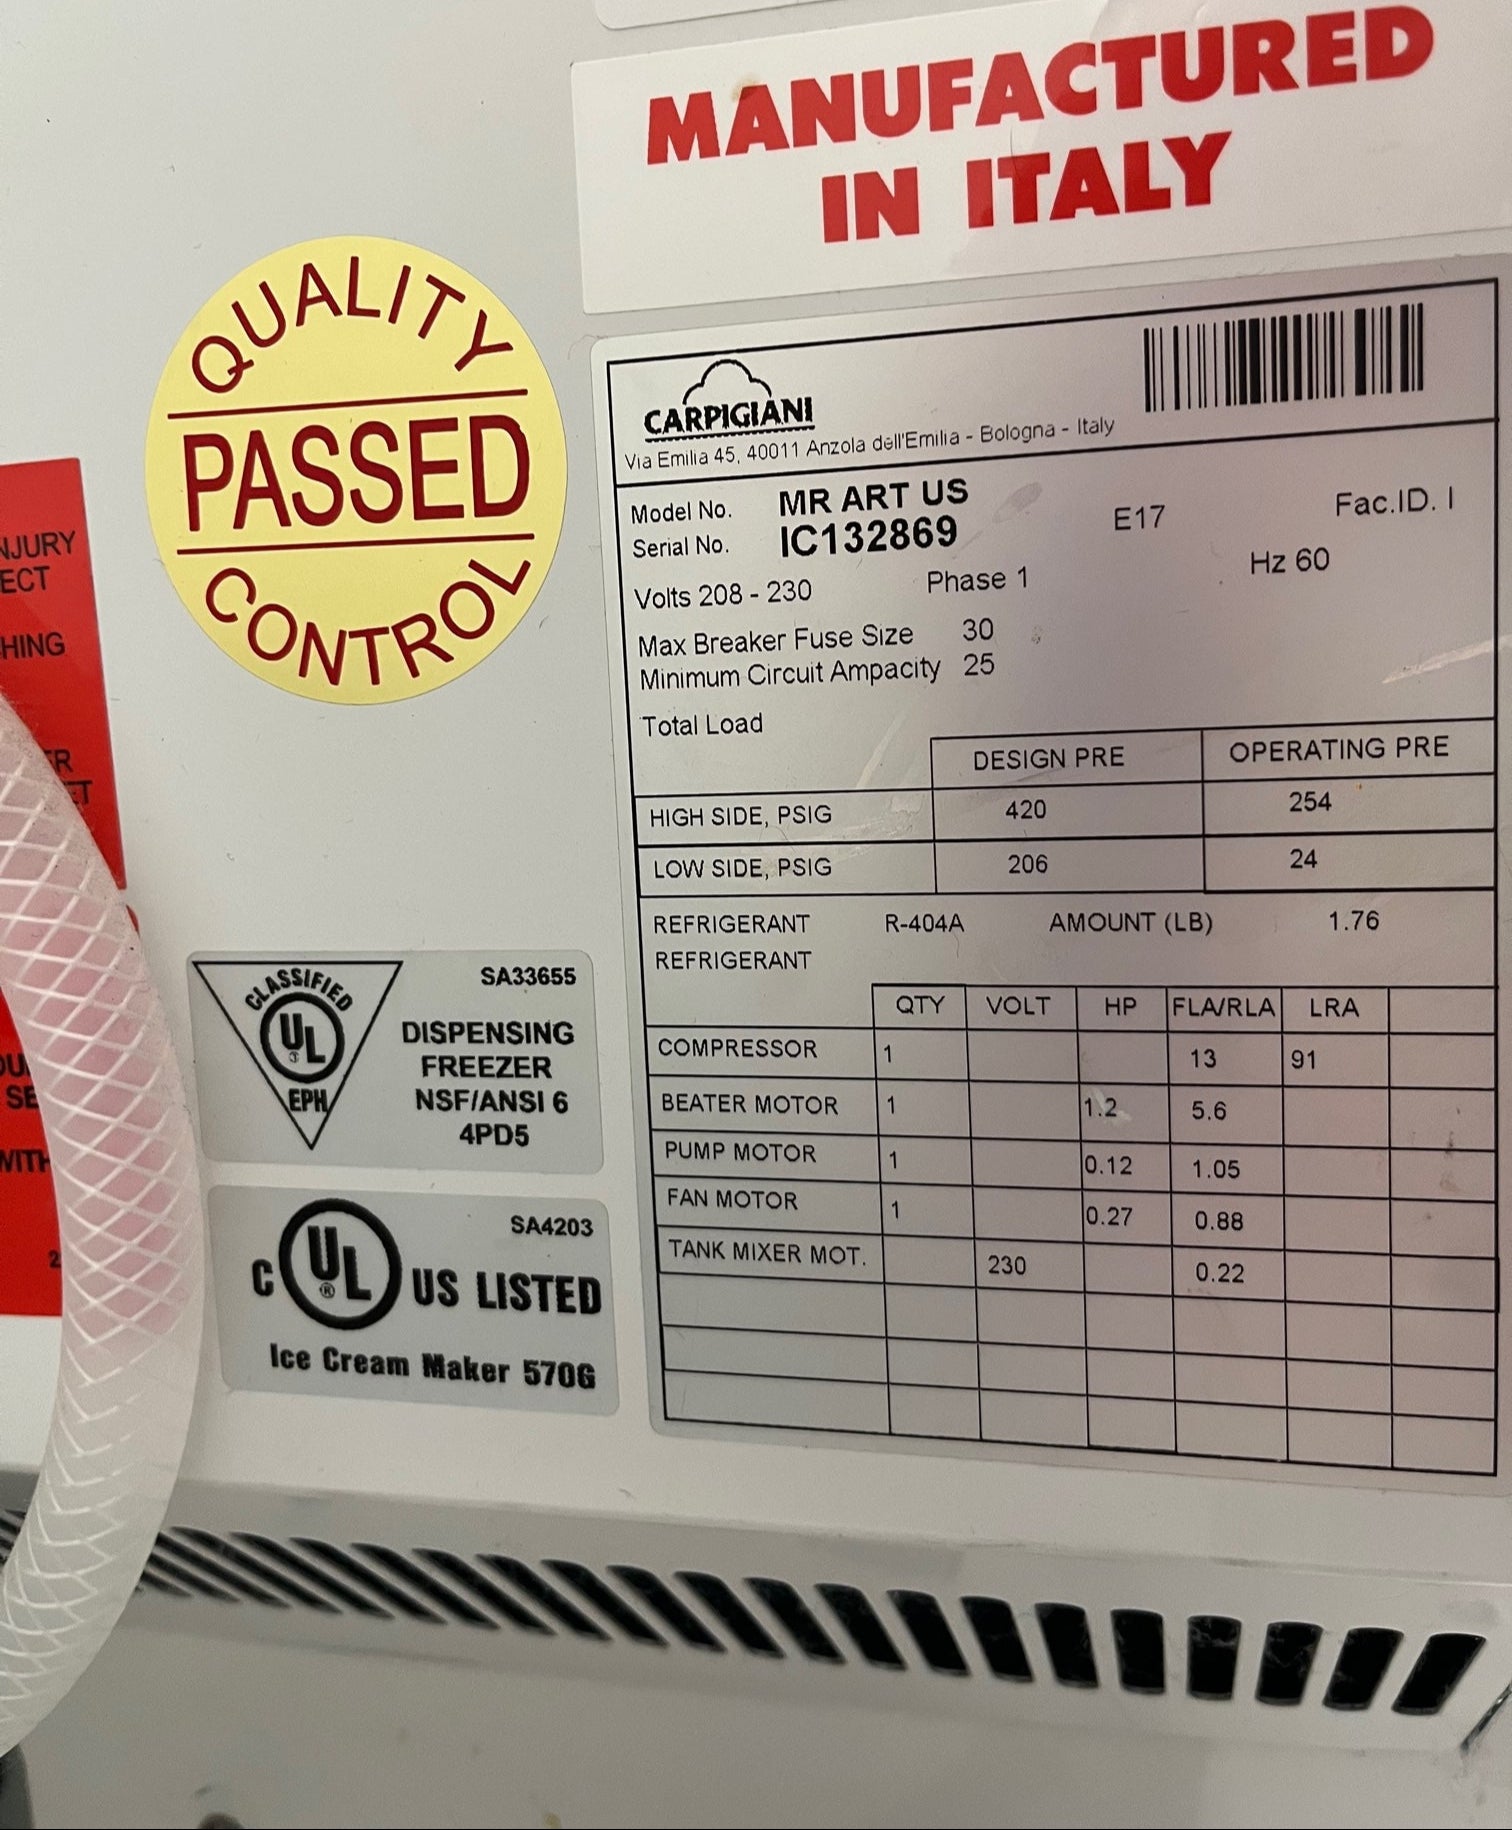 MANUFACTURED
IN ITALY
QUALITY
PASSED
CONTROL
CARPIGIANI
Via Emilia 45, 40011 Anzola dell'Emilia - Bologna - Italy
Model No. MR ART US E17 Fac.ID. I
Serial No. IC132869
Volts 208 - 230 Phase 1 Hz 60
Max Breaker Fuse Size 30
Minimum Circuit Ampacity 25
Total Load
DESIGN PRE OPERATING PRE
HIGH SIDE, PSIG 420 254
LOW SIDE, PSIG 206 24
REFRIGERANT R-404A AMOUNT (LB) 1.76
REFRIGERANT
QTY VOLT HP FLA/RLA LRA
COMPRESSOR 1 13 91
BEATER MOTOR 1 1.2 5.6
PUMP MOTOR 1 0.12 1.05
FAN MOTOR 1 0.27 0.88
TANK MIXER MOT. 230 0.22
CLASSIFIED
UL
EPH
SA33655
DISPENSING
FREEZER
NSF/ANSI 6
4PD5
SA4203
C UL ® US LISTED
Ice Cream Maker 570G
NJURY
ECT
HING
SE
WITH